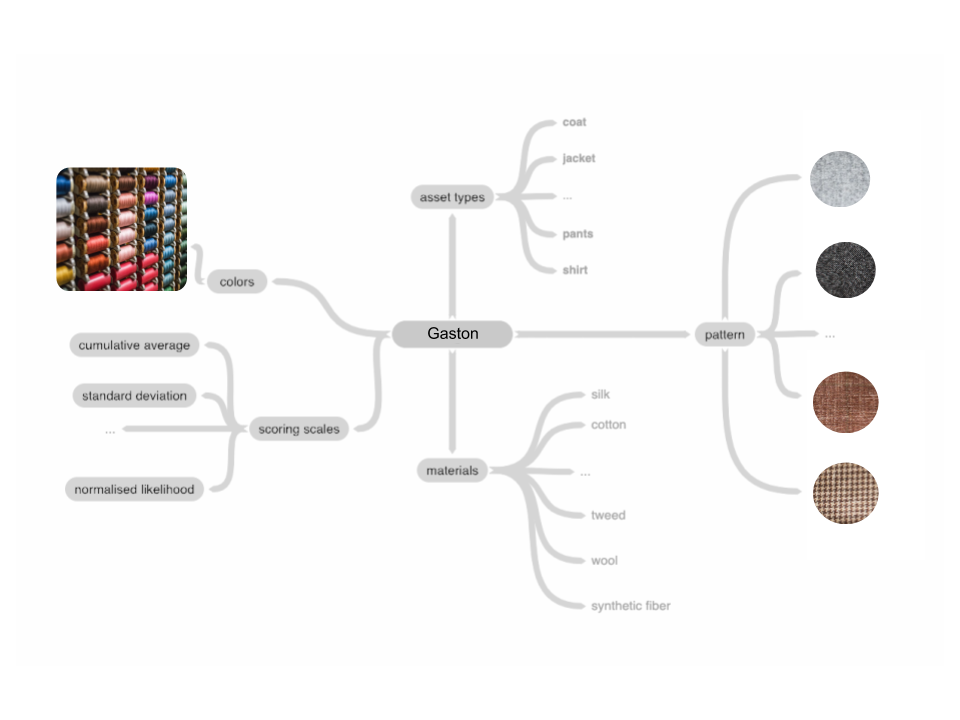 coat
jacket
asset types
...
pants
shirt
colors
Gaston
pattern
...
cumulative average
standard deviation
...
scoring scales
normalised likelihood
silk
cotton
materials
...
tweed
wool
synthetic fiber